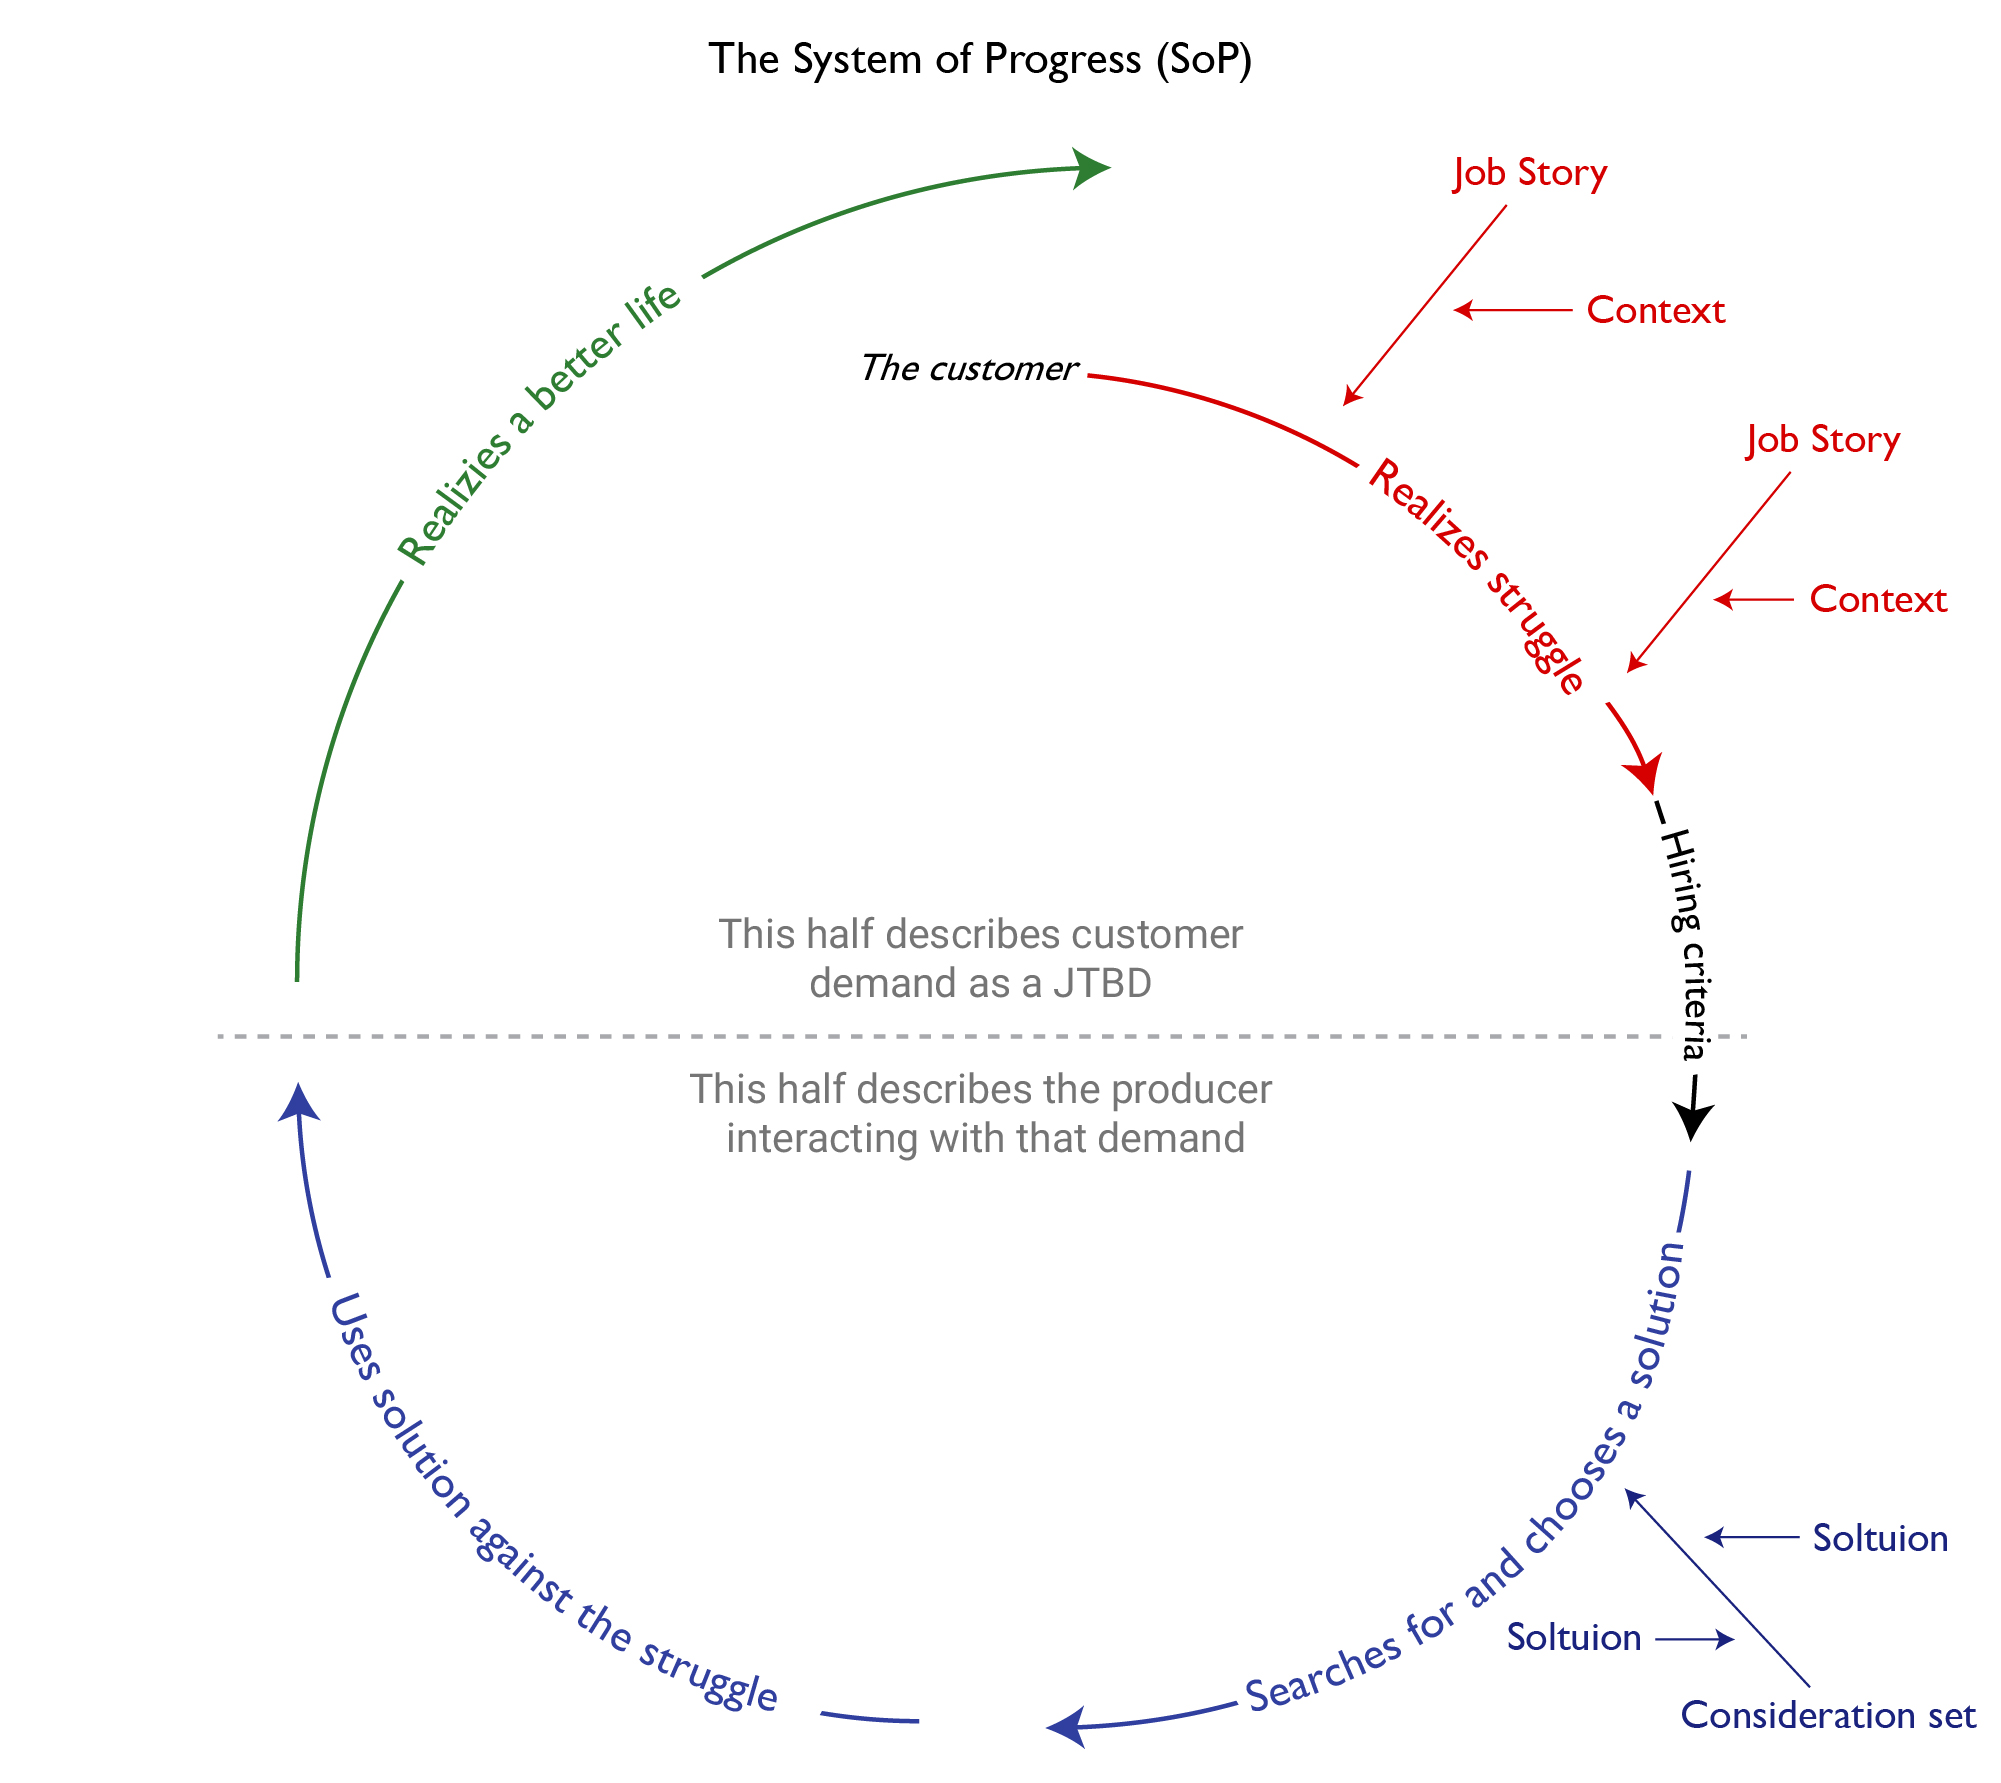 The System of Progress (SoP)
Job Story
Context
The customer
Realizes struggle
Job Story
Context
Hiring criteria
Realizies a better life
This half describes customer
demand as a JTBD
This half describes the producer
interacting with that demand
Searches for and chooses a solution
Soltuion
Soltuion
Consideration set
Uses solution against the struggle